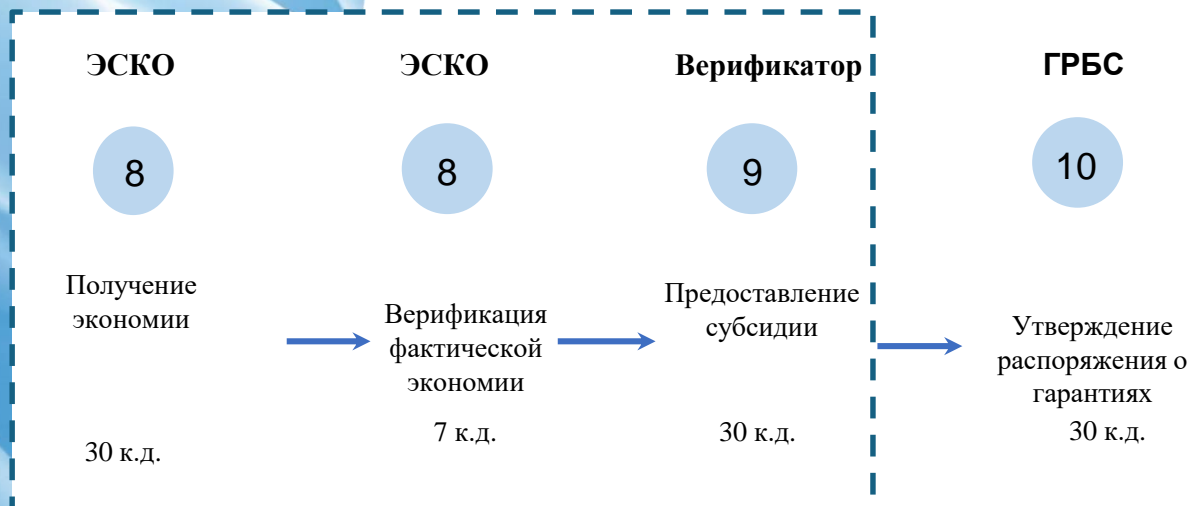 ЭСКО
ЭСКО
Верификатор
ГРБС
8
8
9
10
Получение
экономии
Верификация
фактической
экономии
Предоставление
субсидии
Утверждение
распоряжения о
гарантиях
30 к.д.
7 к.д.
30 к.д.
30 к.д.